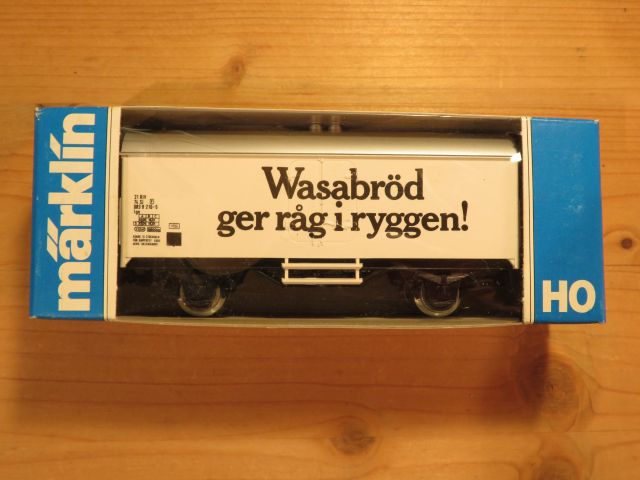 märklin
Wasabröd
ger råg i ryggen!
HO